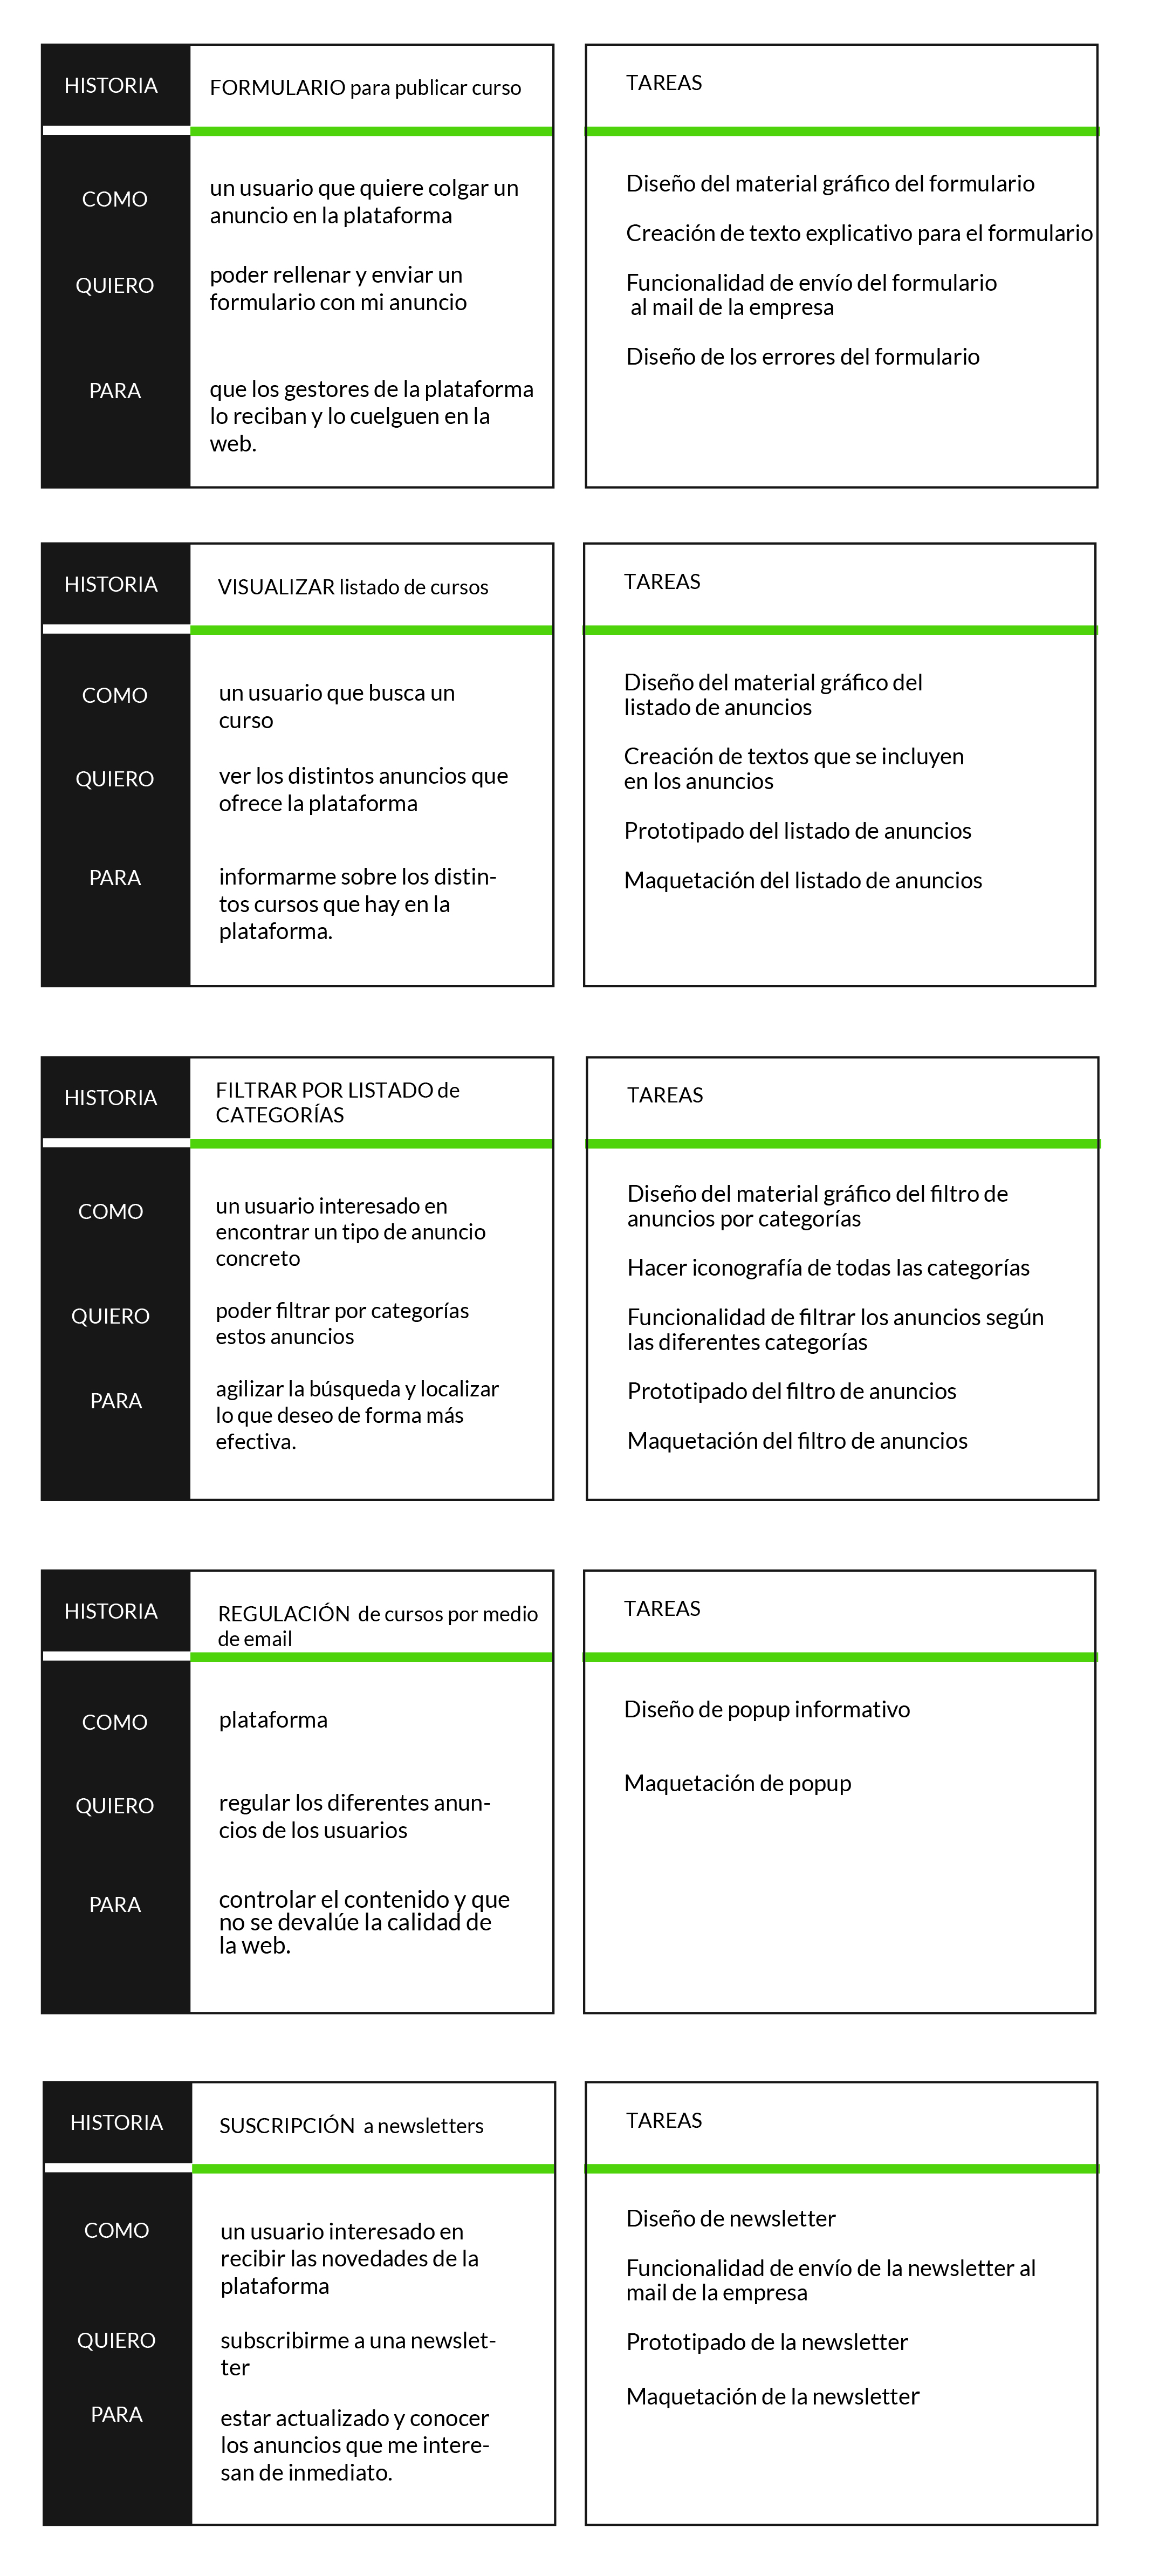 HISTORIA
FORMULARIO para publicar curso
COMO
un usuario que quiere colgar un
anuncio en la plataforma
QUIERO
poder rellenar y enviar un
formulario con mi anuncio
PARA
que los gestores de la plataforma
lo reciban y lo cuelguen en la
web.
TAREAS
Diseño del material gráfico del formulario
Creación de texto explicativo para el formulario
Funcionalidad de envío del formulario
al mail de la empresa
Diseño de los errores del formulario
HISTORIA
VISUALIZAR listado de cursos
COMO
un usuario que busca un
curso
QUIERO
ver los distintos anuncios que
ofrece la plataforma
PARA
informarme sobre los distin-
tos cursos que hay en la
plataforma.
TAREAS
Diseño del material gráfico del
listado de anuncios
Creación de textos que se incluyen
en los anuncios
Prototipado del listado de anuncios
Maquetación del listado de anuncios
HISTORIA
FILTRAR POR LISTADO de
CATEGORÍAS
COMO
un usuario interesado en
encontrar un tipo de anuncio
concreto
QUIERO
poder filtrar por categorías
estos anuncios
PARA
agilizar la búsqueda y localizar
lo que deseo de forma más
efectiva.
TAREAS
Diseño del material gráfico del filtro de
anuncios por categorías
Hacer iconografía de todas las categorías
Funcionalidad de filtrar los anuncios según
las diferentes categorías
Prototipado del filtro de anuncios
Maquetación del filtro de anuncios
HISTORIA
REGULACIÓN  de cursos por medio
de email
COMO
plataforma
QUIERO
regular los diferentes anun-
cios de los usuarios
PARA
controlar el contenido y que
no se devalúe la calidad de
la web.
TAREAS
Diseño de popup informativo
Maquetación de popup
HISTORIA
SUSCRIPCIÓN  a newsletters
COMO
un usuario interesado en
recibir las novedades de la
plataforma
QUIERO
subscribirme a una newslet-
ter
PARA
estar actualizado y conocer
los anuncios que me intere-
san de inmediato.
TAREAS
Diseño de newsletter
Funcionalidad de envío de la newsletter al
mail de la empresa
Prototipado de la newsletter
Maquetación de la newsletter